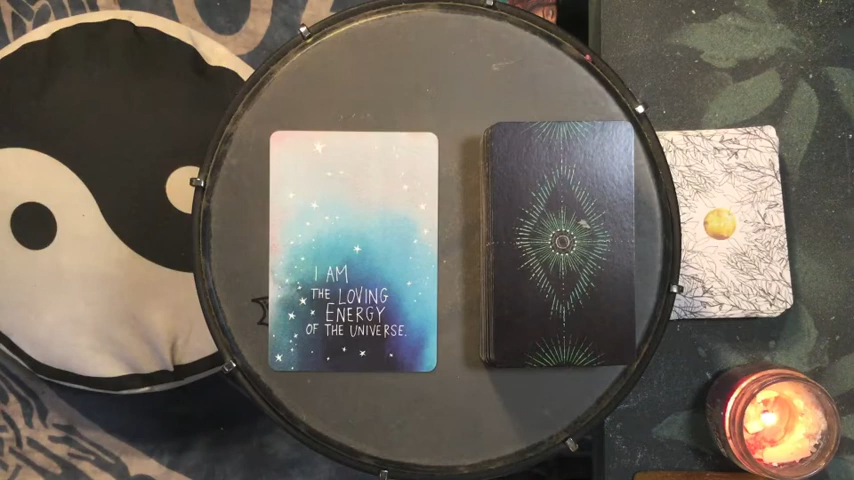 I AM
THE LOVING
ENERGY
OF THE UNIVERSE.